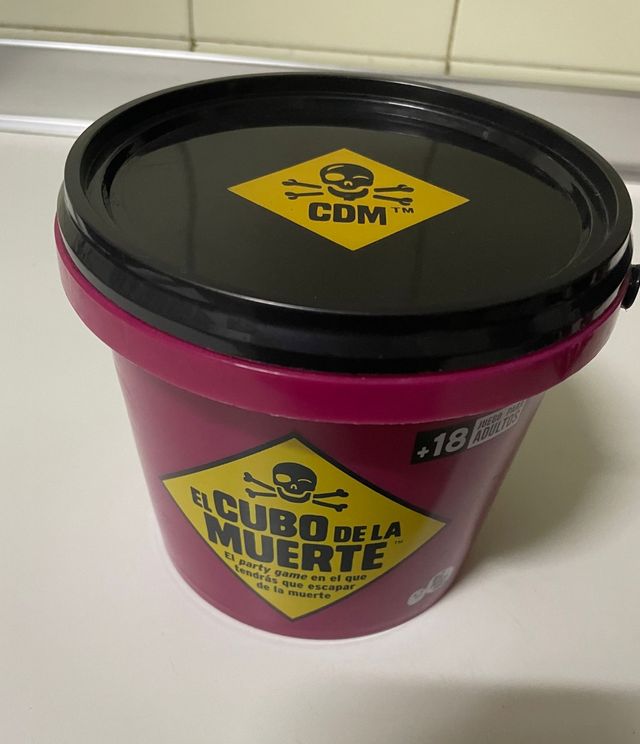 CDM™
+18 JUEGO PARA
ADULTOS
EL CUBO DE LA
MUERTE™
El party game en el que
tendrás que escapar
de la muerte